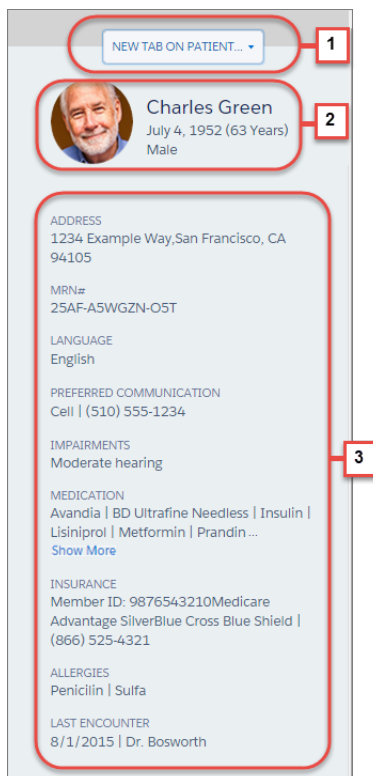 NEW TAB ON PATIENT...
1
Charles Green
July 4, 1952 (63 Years)
Male
2
ADDRESS
1234 Example Way,San Francisco, CA
94105
MRN#
25AF-A5WGZN-O5T
LANGUAGE
English
PREFERRED COMMUNICATION
Cell | (510) 555-1234
IMPAIRMENTS
Moderate hearing
3
MEDICATION
Avandia | BD Ultrafine Needless | Insulin |
Lisiniprol | Metformin | Prandin ...
Show More
INSURANCE
Member ID: 9876543210Medicare
Advantage SilverBlue Cross Blue Shield |
(866) 525-4321
ALLERGIES
Penicilin | Sulfa
LAST ENCOUNTER
8/1/2015 | Dr. Bosworth